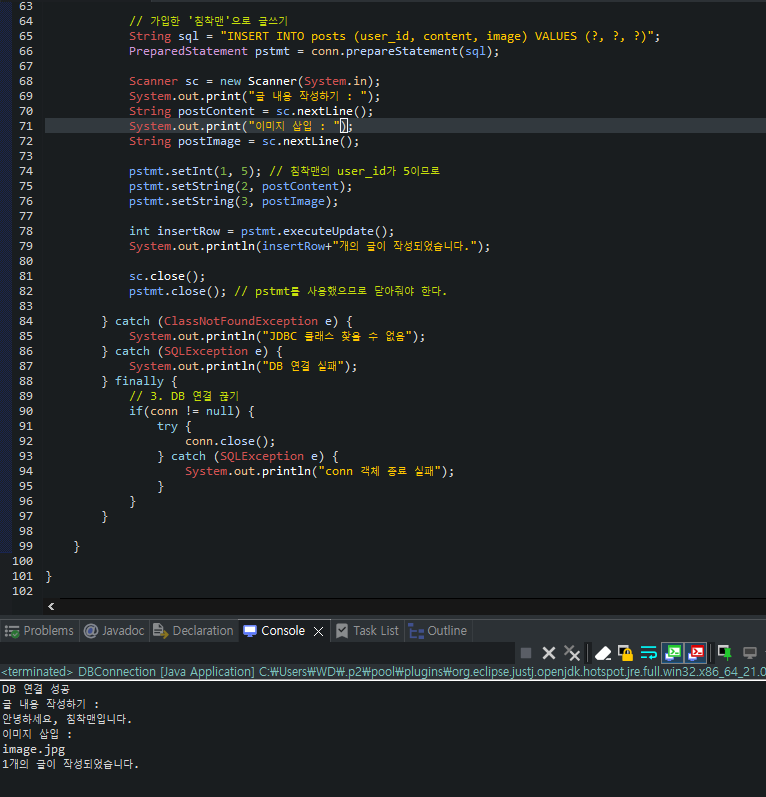 63
64 // 가입한 '침착맨'으로 글쓰기
65 String sql = "INSERT INTO posts (user_id, content, image) VALUES (?, ?, ?)";
66 PreparedStatement pstmt = conn.prepareStatement(sql);
67
68 Scanner sc = new Scanner(System.in);
69 System.out.print("글 내용 작성하기 : ");
70 String postContent = sc.nextLine();
71 System.out.print("이미지 삽입 : ");
72 String postImage = sc.nextLine();
73
74 pstmt.setInt(1, 5); // 침착맨의 user_id가 5이므로
75 pstmt.setString(2, postContent);
76 pstmt.setString(3, postImage);
77
78 int insertRow = pstmt.executeUpdate();
79 System.out.println(insertRow+"개의 글이 작성되었습니다.");
80
81 sc.close();
82 pstmt.close(); // pstmt를 사용했으므로 닫아줘야 한다.
83
84 } catch (ClassNotFoundException e) {
85 System.out.println("JDBC 클래스 찾을 수 없음");
86 } catch (SQLException e) {
87 System.out.println("DB 연결 실패");
88 } finally {
89 // 3. DB 연결 끊기
90 if(conn != null) {
91 try {
92 conn.close();
93 } catch (SQLException e) {
94 System.out.println("conn 객체 종료 실패");
95 }
96 }
97 }
98
99 }
100
101 }
102
Problems @ Javadoc Declaration Console Task List Outline
<terminated> DBConnection [Java Application] C:₩Users₩WD₩.p2₩pool₩plugins₩org.eclipse.justj.openjdk.hotspot.jre.full.win32.x86_64_21.0
DB 연결 성공
글 내용 작성하기 :
안녕하세요, 침착맨입니다.
이미지 삽입 :
image.jpg
1개의 글이 작성되었습니다.